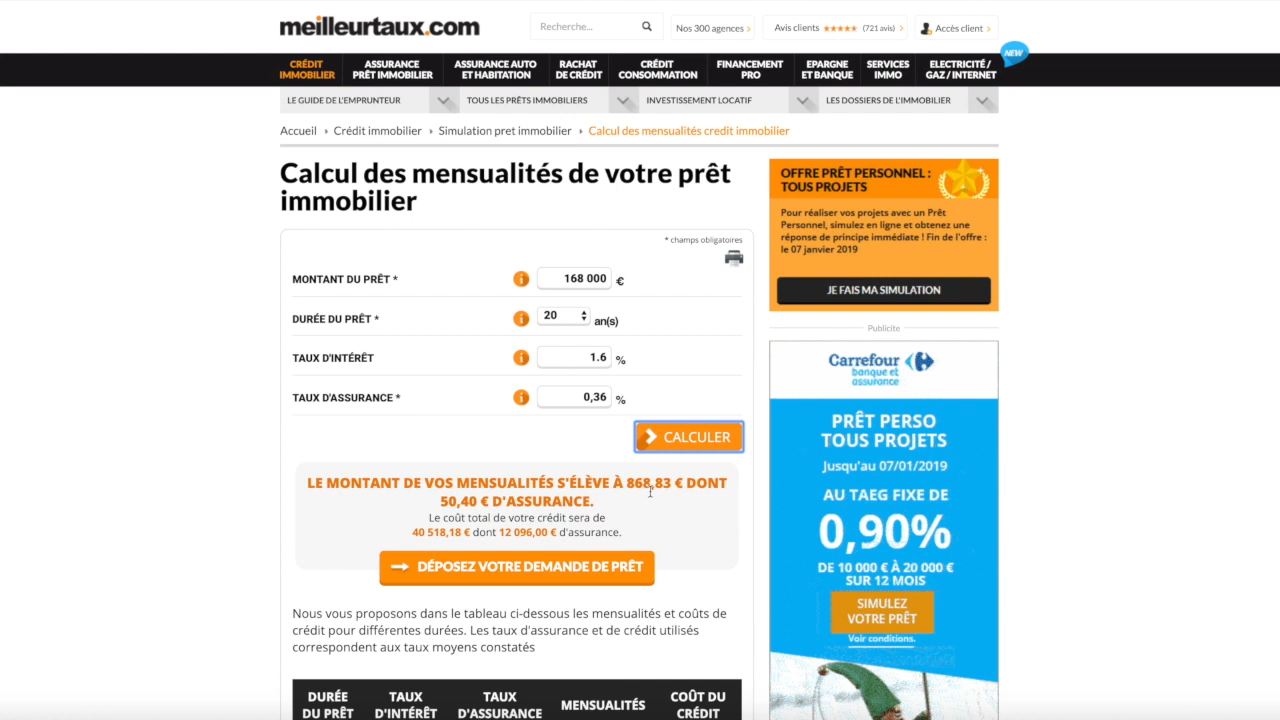 meilleurtaux.com
Recherche...
Nos 300 agences
Avis clients ★★★★★ (721 avis)
Accès client
NEW
CRÉDIT
IMMOBILIER
ASSURANCE
PRÊT IMMOBILIER
ASSURANCE AUTO
ET HABITATION
RACHAT
DE CRÉDIT
CRÉDIT
CONSOMMATION
FINANCEMENT
PRO
EPARGNE
ET BANQUE
SERVICES
IMMO
ELECTRICITÉ /
GAZ / INTERNET
LE GUIDE DE L'EMPRUNTEUR
TOUS LES PRÊTS IMMOBILIERS
INVESTISSEMENT LOCATIF
LES DOSSIERS DE L'IMMOBILIER
Accueil › Crédit immobilier › Simulation pret immobilier › Calcul des mensualités credit immobilier
Calcul des mensualités de votre prêt
immobilier
* champs obligatoires
MONTANT DU PRÊT * 168 000 €
DURÉE DU PRÊT * 20 an(s)
TAUX D'INTÉRÊT 1.6 %
TAUX D'ASSURANCE * 0,36 %
CALCULER
LE MONTANT DE VOS MENSUALITÉS S'ÉLÈVE À 868,83 € DONT
50,40 € D'ASSURANCE.
Le coût total de votre crédit sera de
40 518,18 € dont 12 096,00 € d'assurance.
DÉPOSEZ VOTRE DEMANDE DE PRÊT
Nous vous proposons dans le tableau ci-dessous les mensualités et coûts de
crédit pour différentes durées. Les taux d'assurance et de crédit utilisés
correspondent aux taux moyens constatés
DURÉE
DU PRÊT
TAUX
D'INTÉRÊT
TAUX
D'ASSURANCE
MENSUALITÉS
COÛT DU
CRÉDIT
OFFRE PRÊT PERSONNEL :
TOUS PROJETS
Pour réaliser vos projets avec un Prêt
Personnel, simulez en ligne et obtenez une
réponse de principe immédiate ! Fin de l'offre :
le 07 janvier 2019
JE FAIS MA SIMULATION
Publicite
Carrefour
banque et
assurance
PRÊT PERSO
TOUS PROJETS
Jusqu'au 07/01/2019
AU TAEG FIXE DE
0,90%
DE 10 000 € À 20 000 €
SUR 12 MOIS
SIMULEZ
VOTRE PRÊT
Voir conditions.